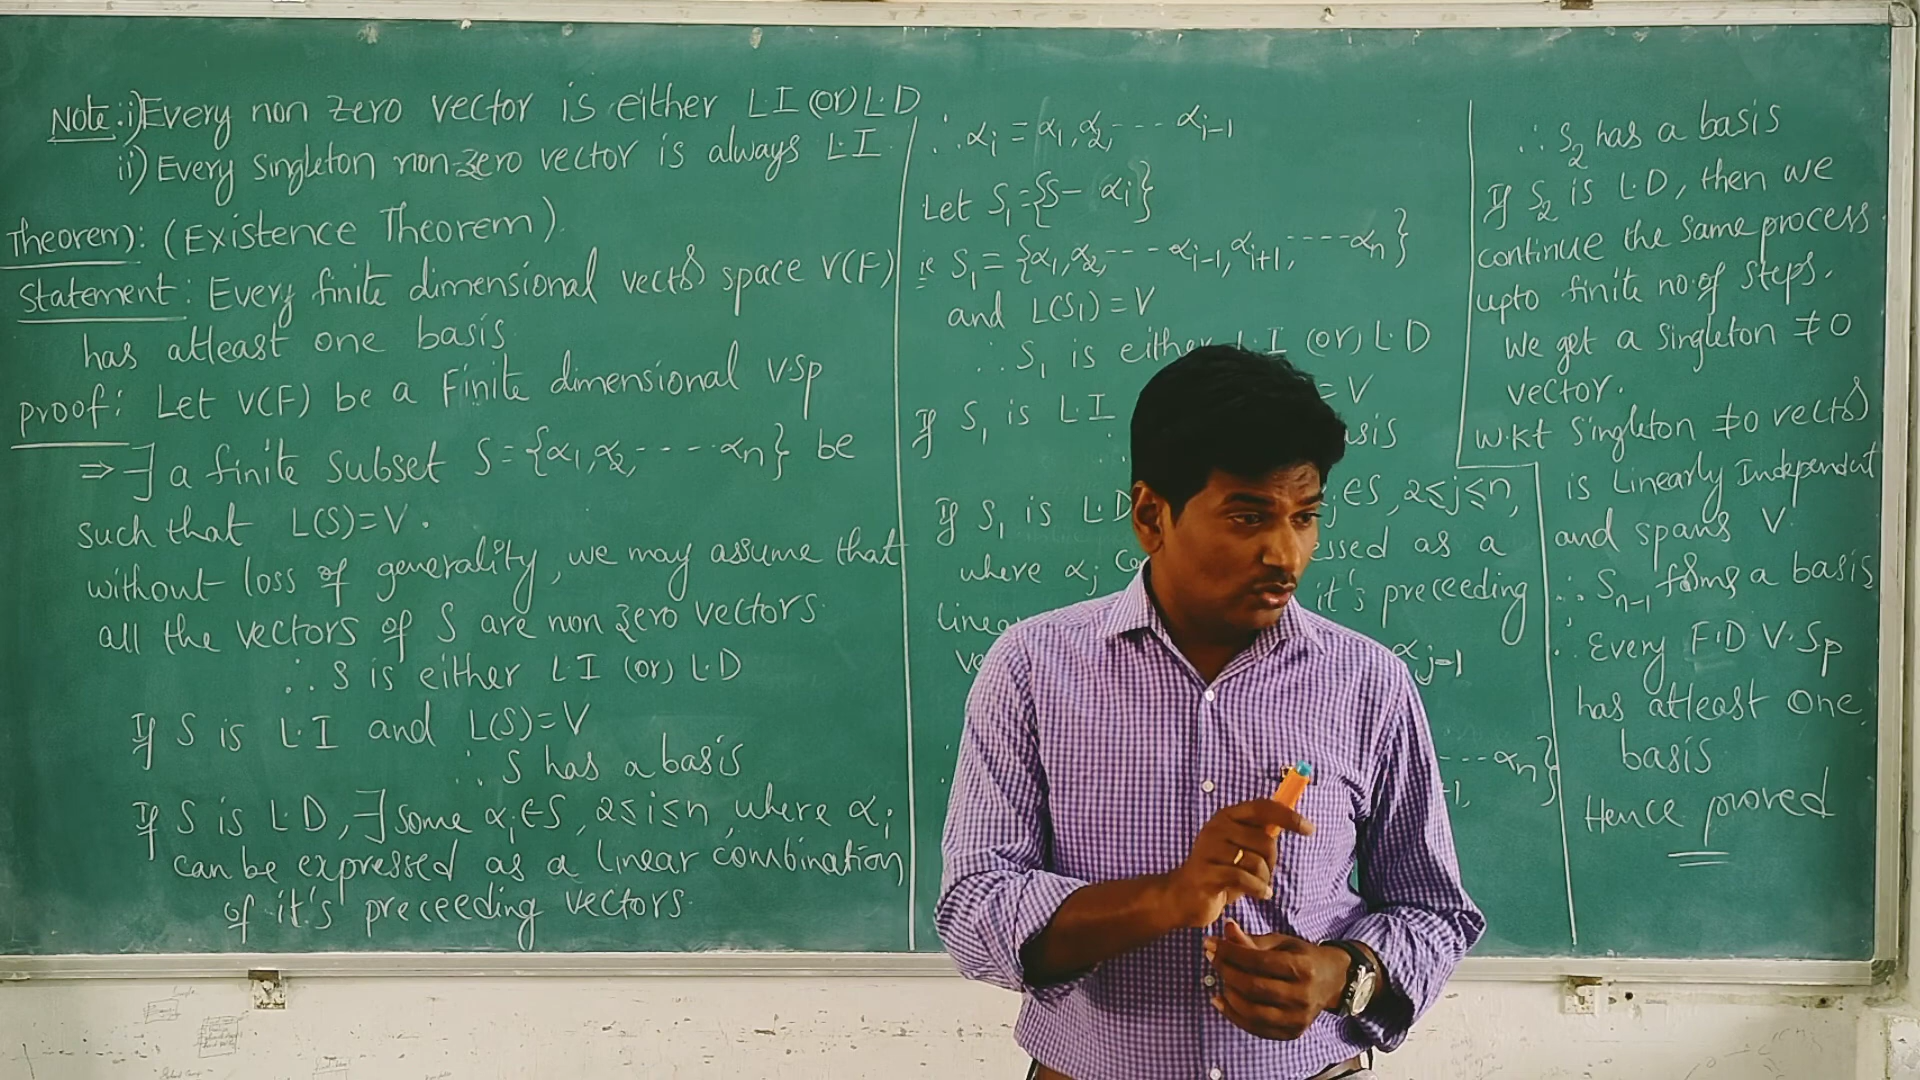 Note: i) Every non zero vector is either L.I (or) L.D
ii) Every singleton non-zero vector is always L.I
Theorem: (Existence Theorem).
Statement: Every finite dimensional vector space V(F)
has atleast one basis
proof: Let V(F) be a Finite dimensional v.sp
⇒ ∃ a finite subset S={α1,α2,----αn} be
such that L(S)=V.
without loss of generality, we may assume that
all the vectors of S are non zero vectors.
∴ S is either L.I (or) L.D
If S is L.I and L(S)=V
∴ S has a basis
If S is L.D, ∃ some αi∈S, 2≤i≤n, where αi
can be expressed as a linear combination
of it's preceeding vectors.
∴ αi = α1,α2,---- αi-1
Let S1={S- αi}
ie S1={α1,α2,---- αi-1,αi+1,----αn}
and L(S1)=V
∴ S1 is either L.I (or) L.D
If S1 is L.I = V
If S1 is L.D j∈S, 2≤j≤n,
where αj as a
it's preceeding
αj-1
---αn}
∴ S2 has a basis
If S2 is L.D, then we
continue the same process
upto finite no.of steps.
We get a Singleton ≠0
vector.
w.k.t Singleton ≠0 vector
is Linearly Independent
and spans V.
∴ Sn-1 forms a basis
∴ Every F.D V.Sp
has atleast one
basis
Hence proved